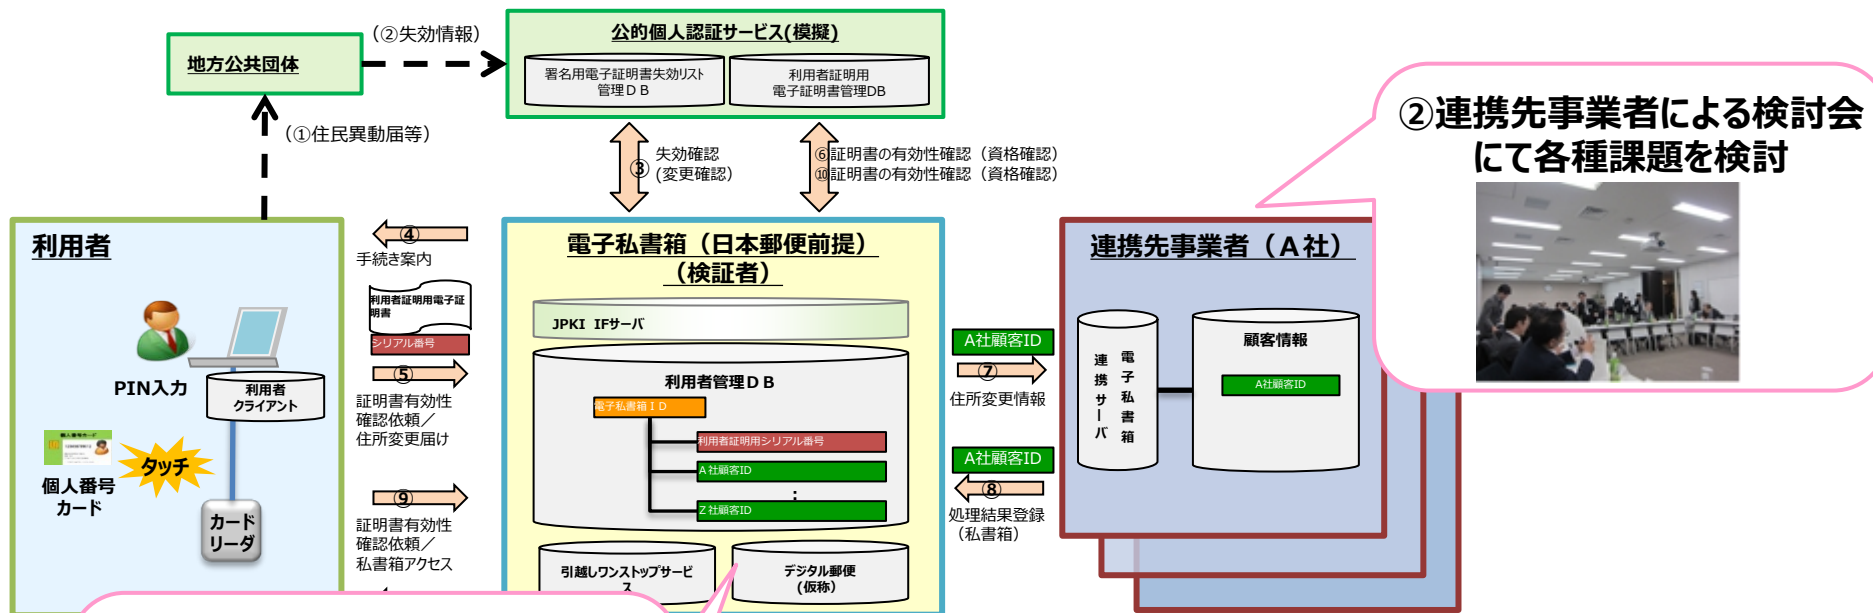 (②失効情報)
公的個人認証サービス(模擬)
地方公共団体
署名用電子証明書失効リスト
管理ＤＢ
利用者証明用
電子証明書管理DB
(①住民異動届等)
②連携先事業者による検討会
にて各種課題を検討
③
失効確認
(変更確認)
⑥証明書の有効性確認（資格確認）
⑩証明書の有効性確認（資格確認）
利用者
④
手続き案内
利用者証明用電子証
明書
シリアル番号
⑤
証明書有効性
確認依頼／
住所変更届け
PIN入力
利用者
クライアント
タッチ
個人番号
カード
カード
リーダ
⑨
証明書有効性
確認依頼／
私書箱アクセス
電子私書箱（日本郵便前提）
（検証者）
JPKI IFサーバ
利用者管理ＤＢ
電子私書箱ＩＤ
利用者証明用シリアル番号
Ａ社顧客ID
：
Ｚ社顧客ID
引越しワンストップサービ
ス
デジタル郵便
(仮称)
A社顧客ID
⑦
住所変更情報
A社顧客ID
⑧
処理結果登録
（私書箱）
連携先事業者（Ａ社）
電子私書箱
連携サーバ
顧客情報
A社顧客ID